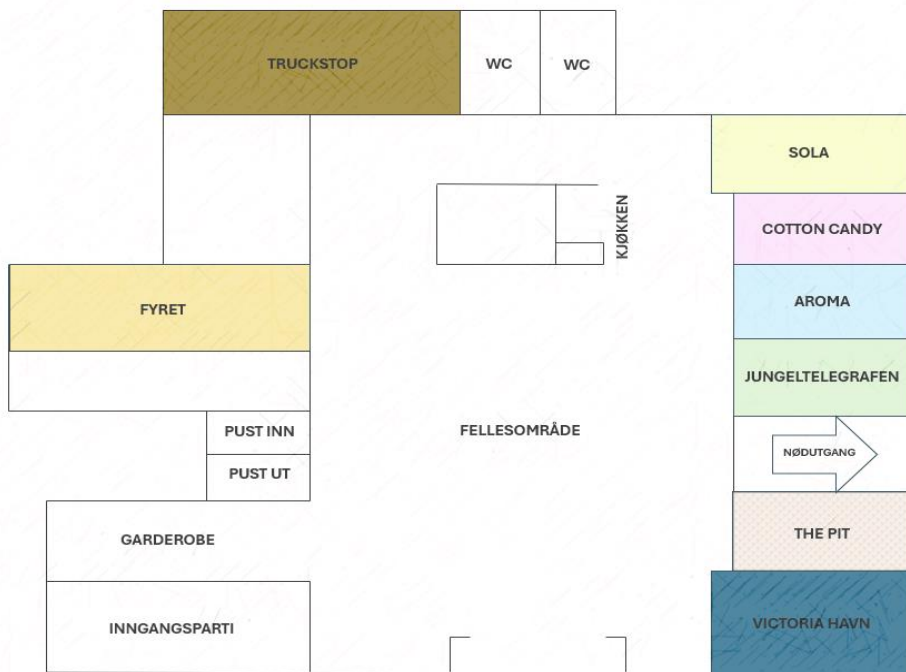 TRUCKSTOP
WC
WC
SOLA
COTTON CANDY
KJØKKEN
FYRET
AROMA
JUNGELTELEGRAFEN
PUST INN
FELLESOMRÅDE
NØDUTGANG
PUST UT
GARDEROBE
THE PIT
INNGANGSPARTI
VICTORIA HAVN